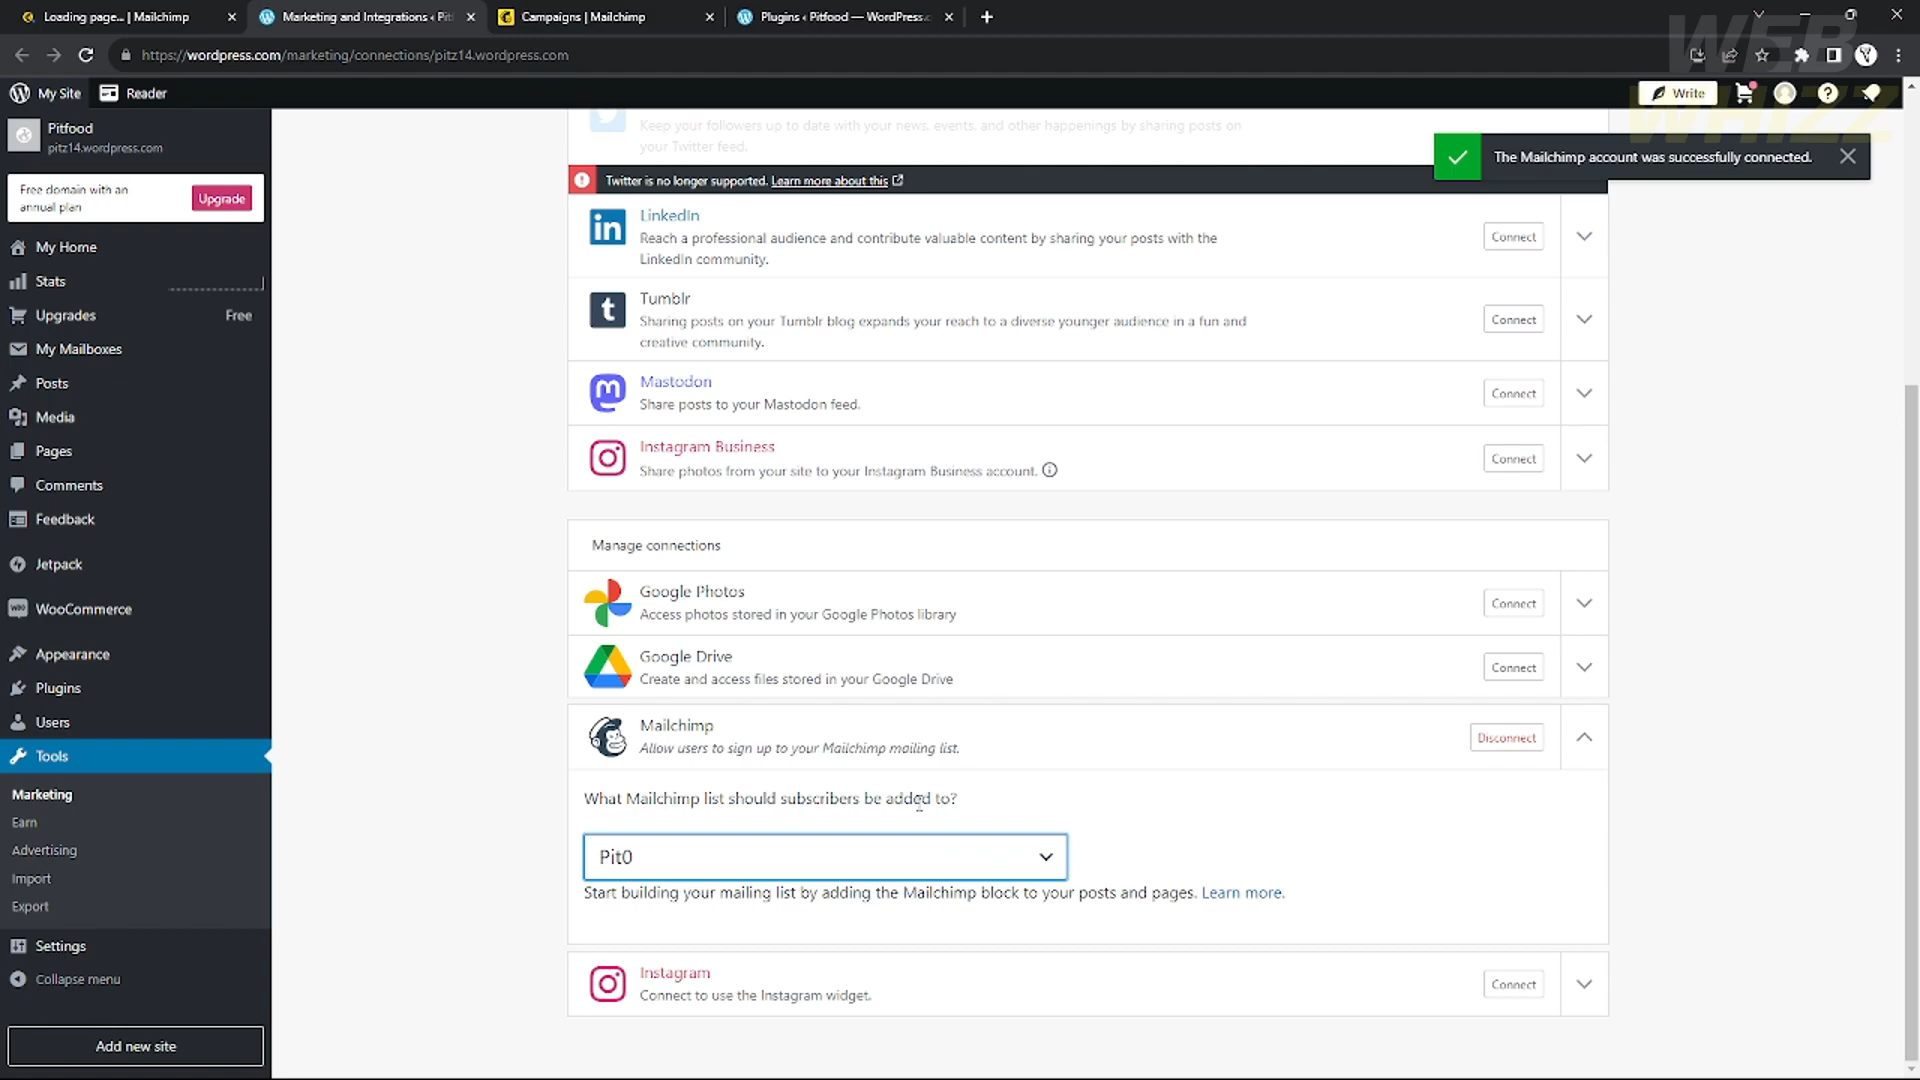 Loading page... | Mailchimp
Marketing and Integrations ‹ Pit
Campaigns | Mailchimp
Plugins ‹ Pitfood — WordPress.c
https://wordpress.com/marketing/connections/pitz14.wordpress.com
WEB
WHIZZ
My Site
Reader
Write
Pitfood
pitz14.wordpress.com
Free domain with an
annual plan
Upgrade
My Home
Stats
Upgrades
Free
My Mailboxes
Posts
Media
Pages
Comments
Feedback
Jetpack
WooCommerce
Appearance
Plugins
Users
Tools
Marketing
Earn
Advertising
Import
Export
Settings
Collapse menu
Add new site
Keep your followers up to date with your news, events, and other happenings by sharing posts on
your Twitter feed.
The Mailchimp account was successfully connected.
Twitter is no longer supported. Learn more about this
LinkedIn
Reach a professional audience and contribute valuable content by sharing your posts with the
LinkedIn community.
Connect
Tumblr
Sharing posts on your Tumblr blog expands your reach to a diverse younger audience in a fun and
creative community.
Connect
Mastodon
Share posts to your Mastodon feed.
Connect
Instagram Business
Share photos from your site to your Instagram Business account.
Connect
Manage connections
Google Photos
Access photos stored in your Google Photos library
Connect
Google Drive
Create and access files stored in your Google Drive
Connect
Mailchimp
Allow users to sign up to your Mailchimp mailing list.
Disconnect
What Mailchimp list should subscribers be added to?
Pit0
Start building your mailing list by adding the Mailchimp block to your posts and pages. Learn more.
Instagram
Connect to use the Instagram widget.
Connect